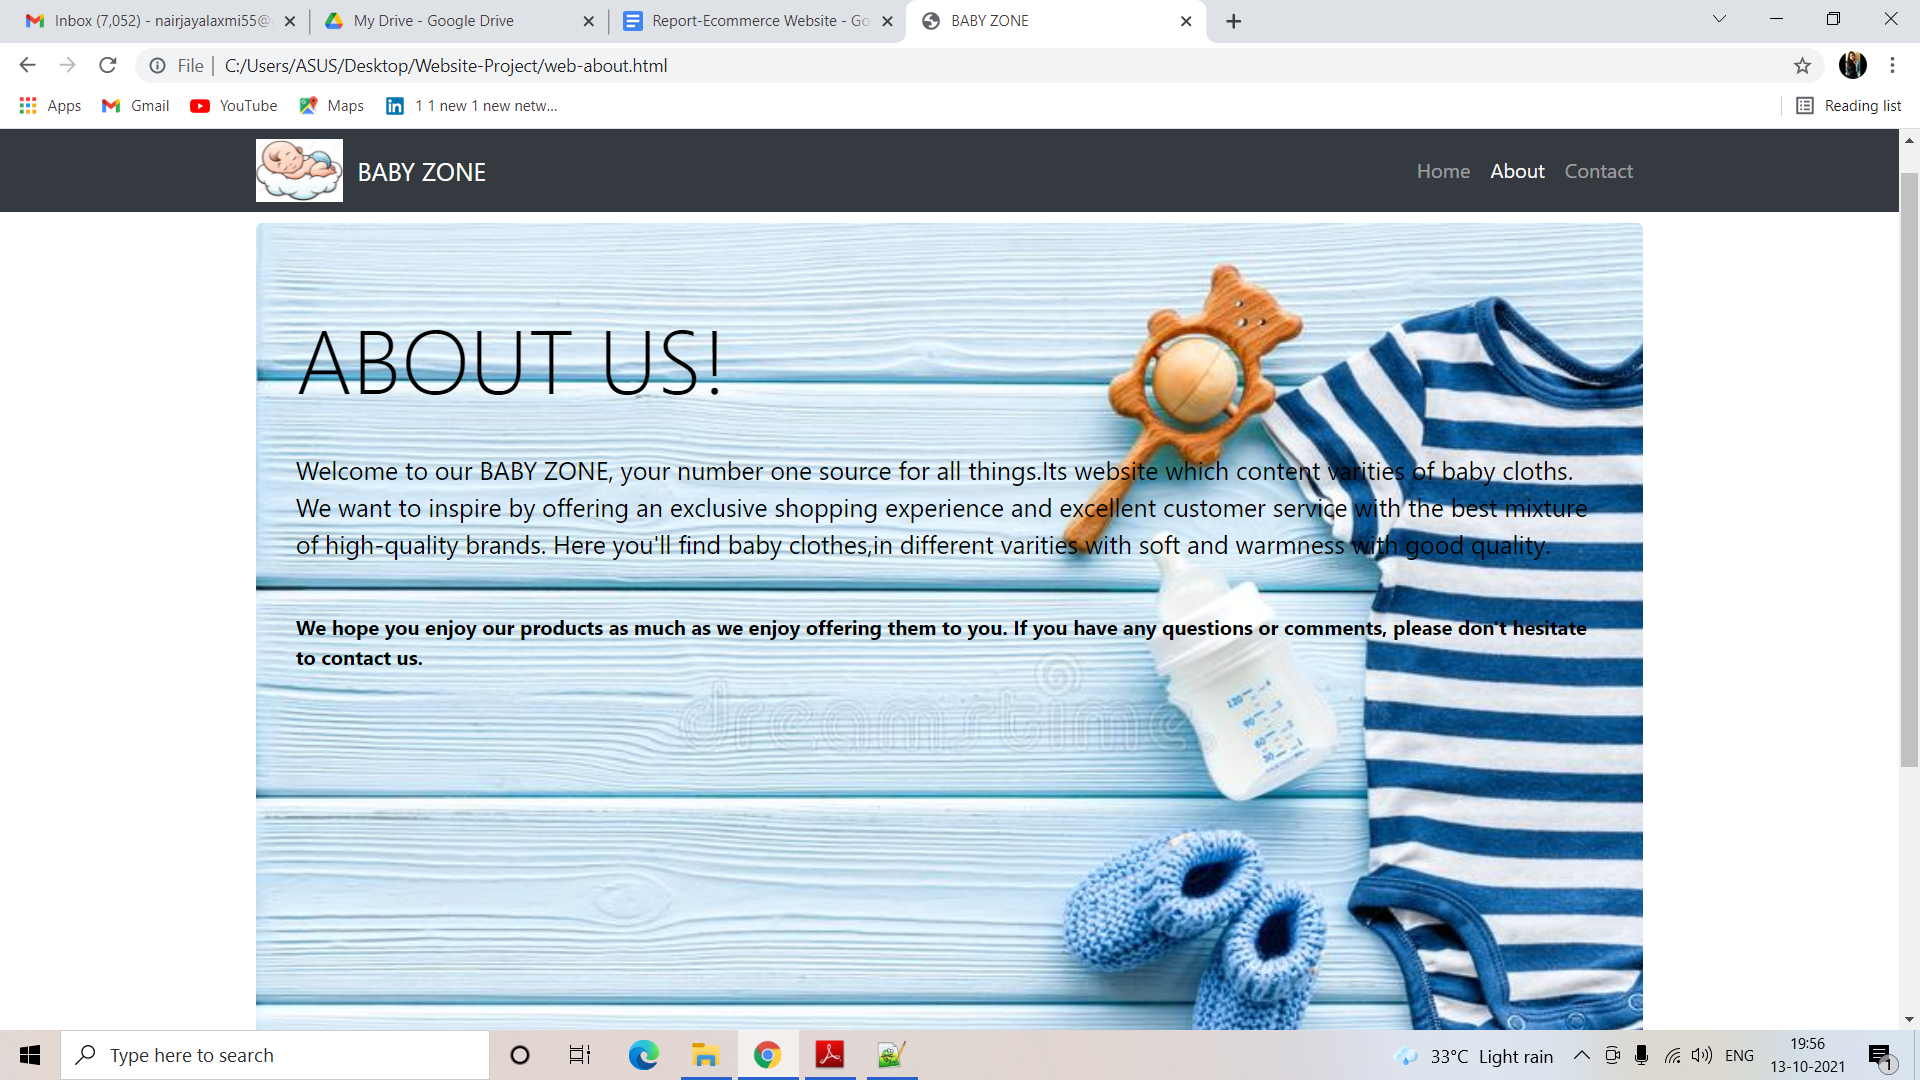 Inbox (7,052) - nairjayalaxmi55@
My Drive - Google Drive
Report-Ecommerce Website - Go
BABY ZONE
File
C:/Users/ASUS/Desktop/Website-Project/web-about.html
Apps
Gmail
YouTube
Maps
1 1 new 1 new netw...
Reading list
BABY ZONE
Home
About
Contact
ABOUT US!
Welcome to our BABY ZONE, your number one source for all things.Its website which content varities of baby cloths.
We want to inspire by offering an exclusive shopping experience and excellent customer service with the best mixture
of high-quality brands. Here you'll find baby clothes,in different varities with soft and warmness with good quality.
We hope you enjoy our products as much as we enjoy offering them to you. If you have any questions or comments, please don't hesitate
to contact us.
dreamstime
120
90
60
30
Type here to search
33°C Light rain
ENG
19:56
13-10-2021
1